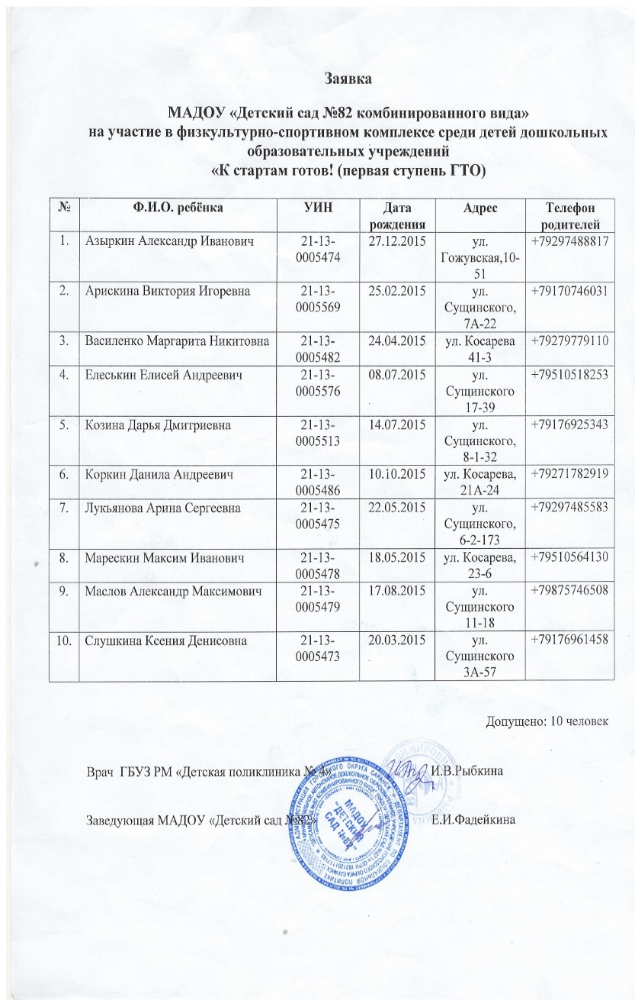 Заявка
МАДОУ «Детский сад №82 комбинированного вида»
на участие в физкультурно-спортивном комплексе среди детей дошкольных
образовательных учреждений
«К стартам готов! (первая ступень ГТО)
№ Ф.И.О. ребёнка УИН Дата рождения Адрес Телефон родителей
1. Азыркин Александр Иванович 21-13-0005474 27.12.2015 ул. Гожувская,10-51 +79297488817
2. Арискина Виктория Игоревна 21-13-0005569 25.02.2015 ул. Сущинского, 7А-22 +79170746031
3. Василенко Маргарита Никитовна 21-13-0005482 24.04.2015 ул. Косарева 41-3 +79279779110
4. Елеськин Елисей Андреевич 21-13-0005576 08.07.2015 ул. Сущинского 17-39 +79510518253
5. Козина Дарья Дмитриевна 21-13-0005513 14.07.2015 ул. Сущинского, 8-1-32 +79176925343
6. Коркин Данила Андреевич 21-13-0005486 10.10.2015 ул. Косарева, 21А-24 +79271782919
7. Лукьянова Арина Сергеевна 21-13-0005475 22.05.2015 ул. Сущинского, 6-2-173 +79297485583
8. Марескин Максим Иванович 21-13-0005478 18.05.2015 ул. Косарева, 23-6 +79510564130
9. Маслов Александр Максимович 21-13-0005479 17.08.2015 ул. Сущинского 11-18 +79875746508
10. Слушкина Ксения Денисовна 21-13-0005473 20.03.2015 ул. Сущинского 3А-57 +79176961458
Допущено: 10 человек
Врач ГБУЗ РМ «Детская поликлиника № 4» И.В.Рыбкина
Заведующая МАДОУ «Детский сад №82» Е.И.Фадейкина
МАДОУ
"ДЕТСКИЙ
САД №82"